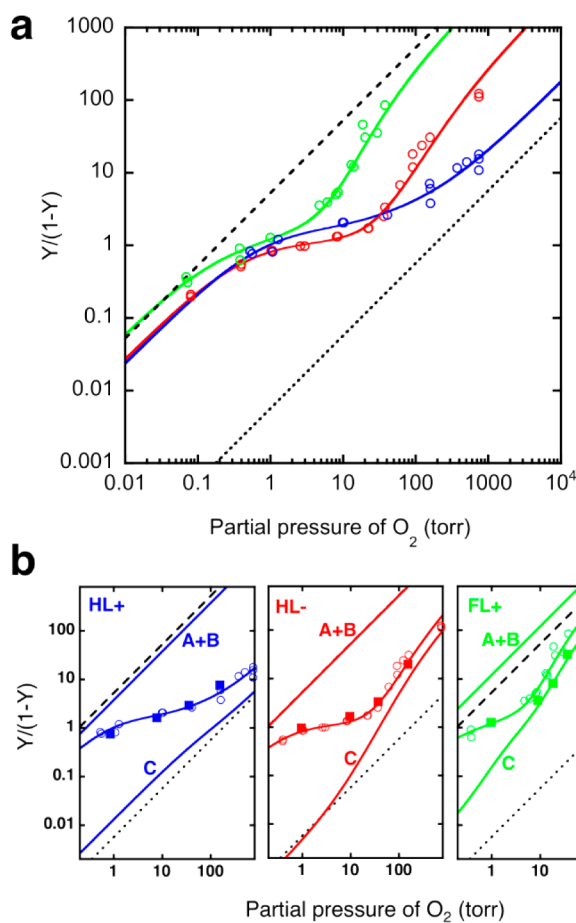 a
1000
100
10
1
0.1
0.01
0.001
Y/(1-Y)
0.01 0.1 1 10 100 1000 10⁴
Partial pressure of O₂ (torr)
b
HL+ HL- FL+
A+B A+B A+B
100
10
1
0.1
0.01
Y/(1-Y)
C C C
1 10 100 1 10 100 1 10
Partial pressure of O₂ (torr)